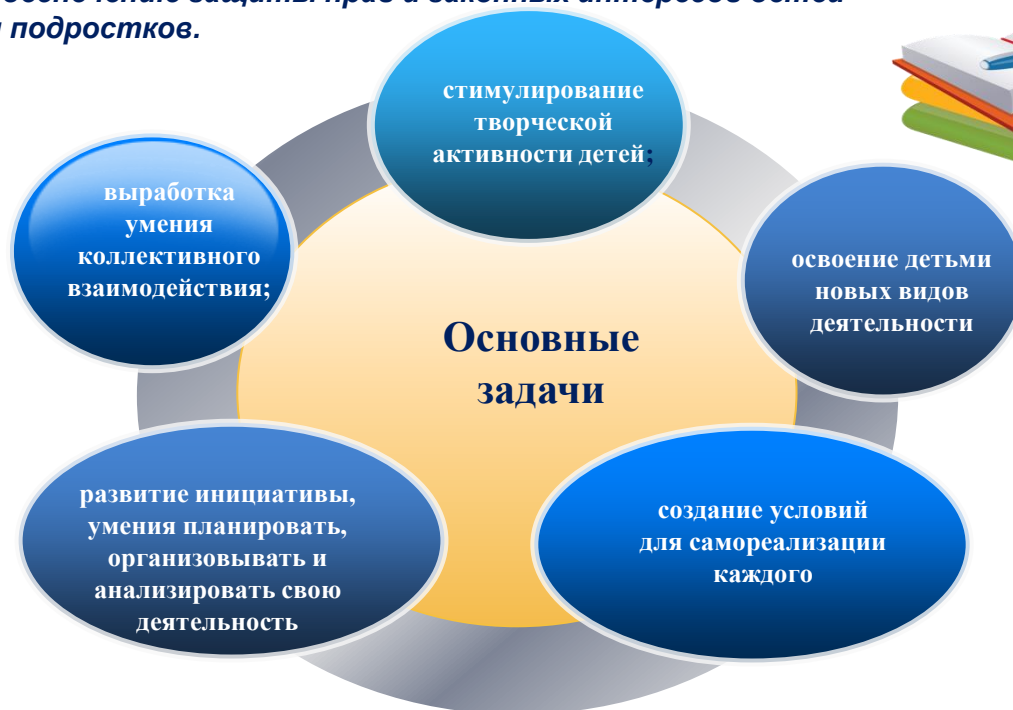 и подростков.
стимулирование
творческой
активности детей;
выработка
умения
коллективного
взаимодействия;
освоение детьми
новых видов
деятельности
Основные
задачи
развитие инициативы,
умения планировать,
организовывать и
анализировать свою
деятельность
создание условий
для самореализации
каждого